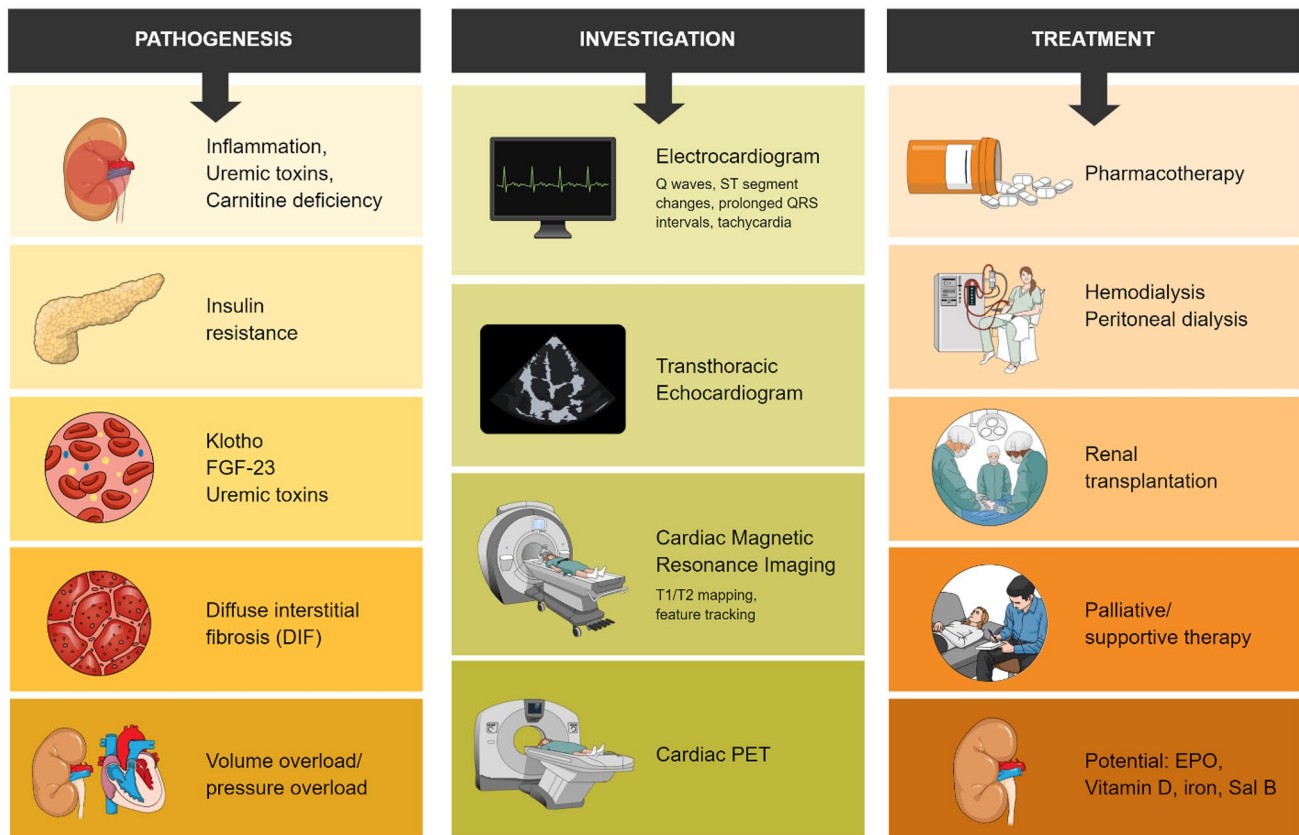 PATHOGENESIS
Inflammation,
Uremic toxins,
Carnitine deficiency
Insulin
resistance
Klotho
FGF-23
Uremic toxins
Diffuse interstitial
fibrosis (DIF)
Volume overload/
pressure overload
INVESTIGATION
Electrocardiogram
Q waves, ST segment
changes, prolonged QRS
intervals, tachycardia
Transthoracic
Echocardiogram
Cardiac Magnetic
Resonance Imaging
T1/T2 mapping,
feature tracking
Cardiac PET
TREATMENT
Pharmacotherapy
Hemodialysis
Peritoneal dialysis
Renal
transplantation
Palliative/
supportive therapy
Potential: EPO,
Vitamin D, iron, Sal B